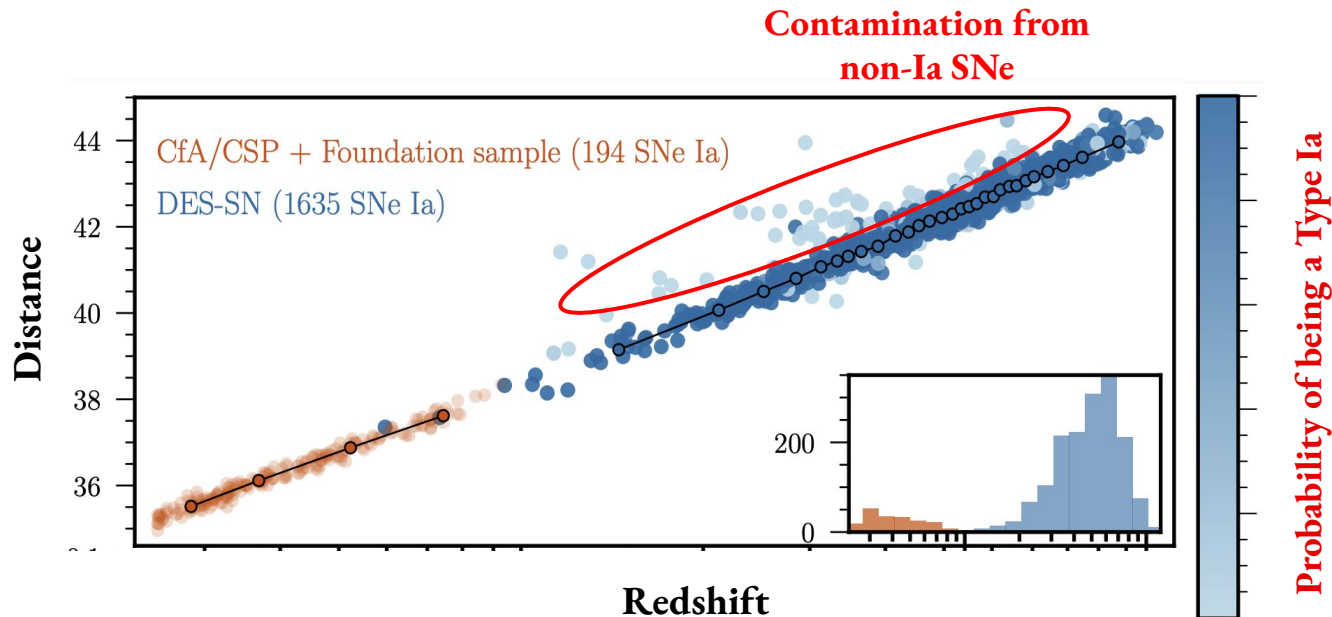 Contamination from
non-Ia SNe
CfA/CSP + Foundation sample (194 SNe Ia)
DES-SN (1635 SNe Ia)
44
42
40
38
36
200
0
Distance
Redshift
Probability of being a Type Ia